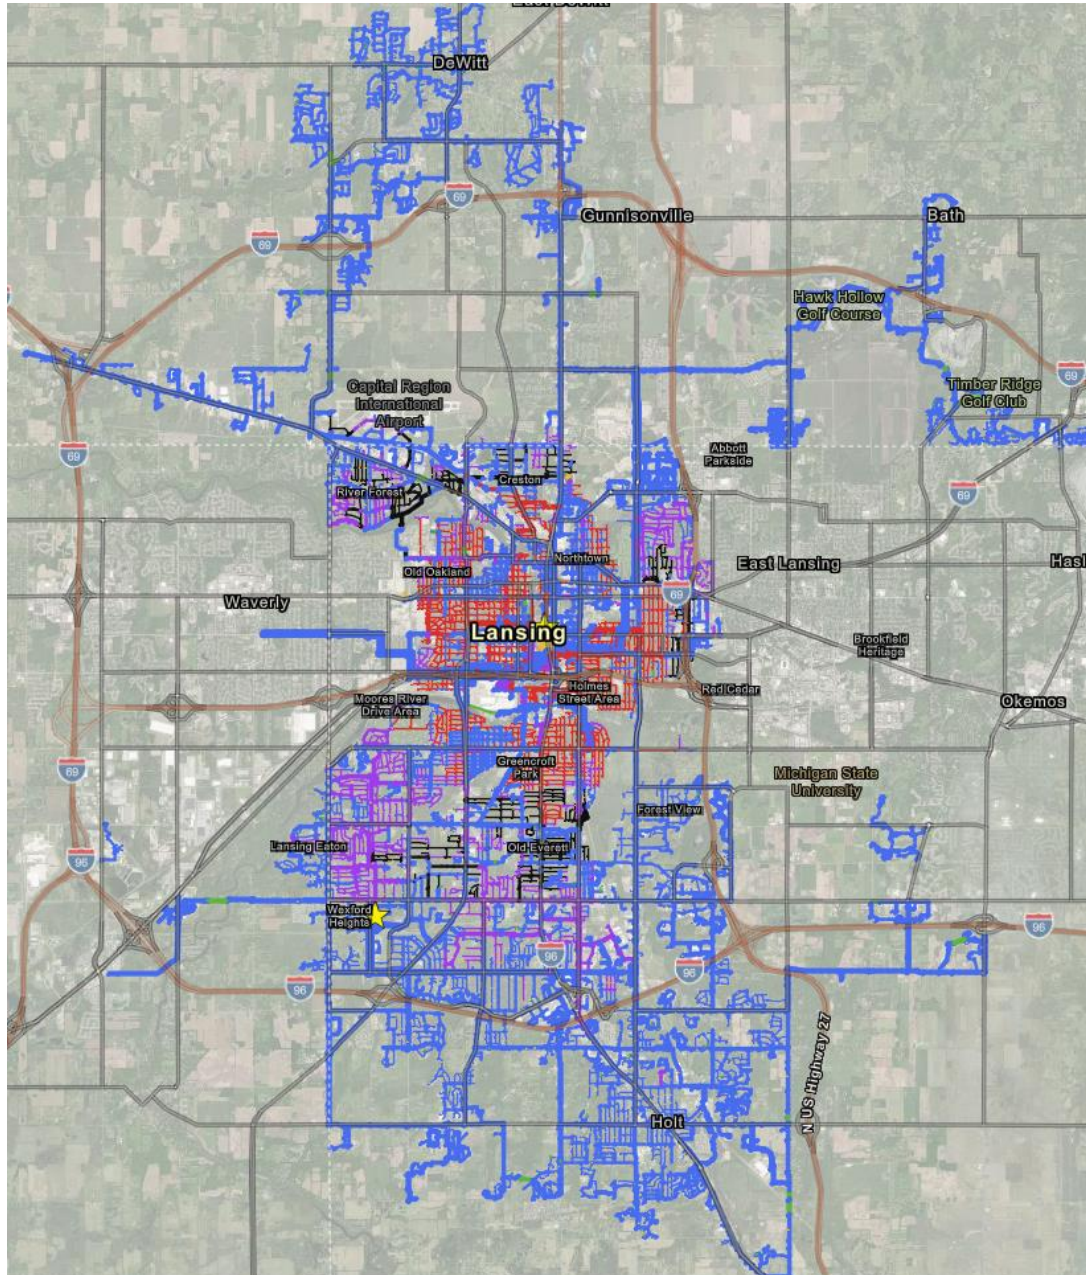 DeWitt
69
Gunnisonville
Bath
69
Hawk Hollow
Golf Course
69
Capital Region
International
Airport
Timber Ridge
Golf Club
69
Abbott
Parkside
Creston
River Forest
69
Northtown
East Lansing
Old Oakland
69
Waverly
Lansing
Brookfield
Heritage
Red Cedar
Holmes
Street Area
Moores River
Drive Area
Okemos
Greencroft
Park
69
Michigan State
University
Forest View
Lansing Eaton
Old Everett
96
Wexford
Heights
96
96
96
96
N US Highway 27
Holt